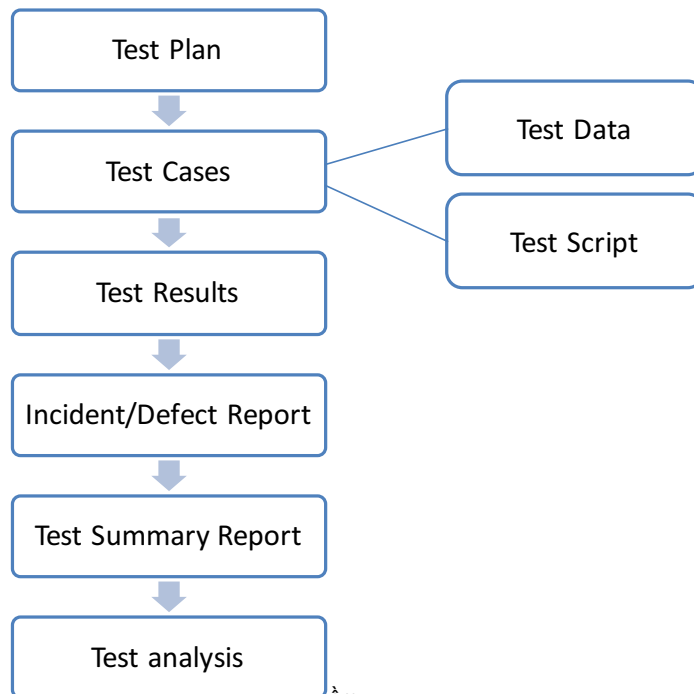 Test Plan
Test Cases
Test Data
Test Script
Test Results
Incident/Defect Report
Test Summary Report
Test analysis